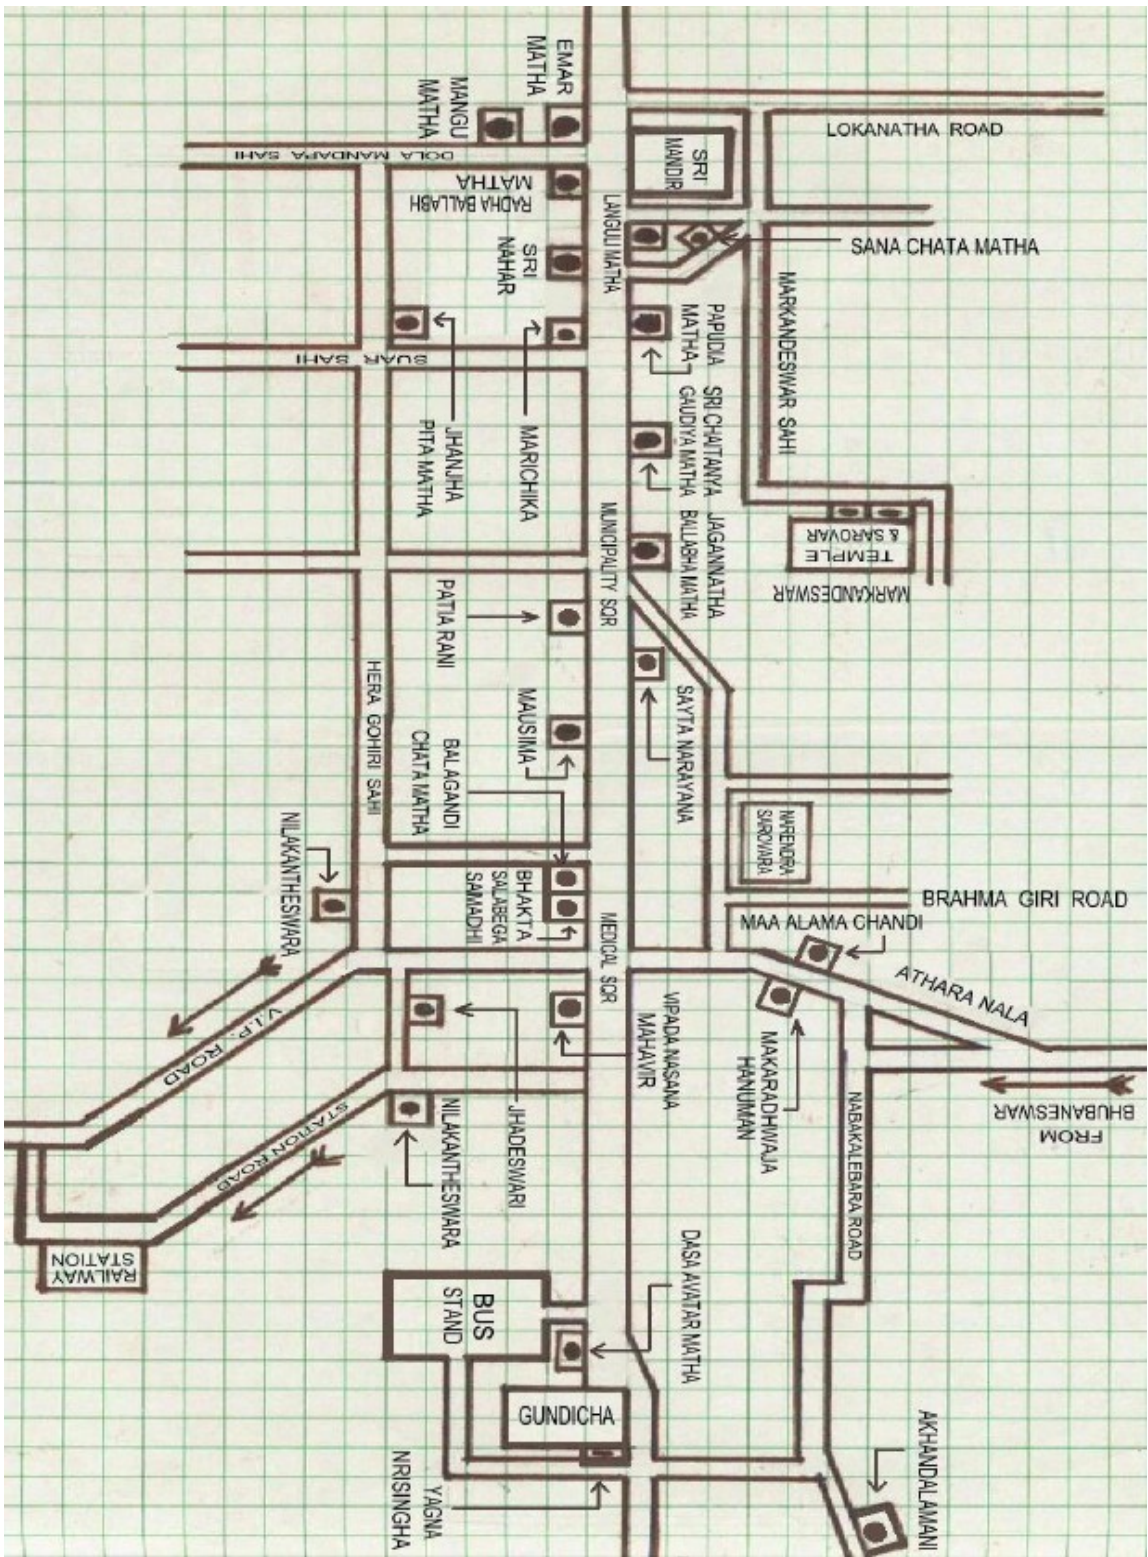 EMAR
MATHA
MANGU
MATHA
DOLA MANDAPA SAHI
LOKANATHA ROAD
SRI
MANDIR
RADHA BALLABH
MATHA
LANGULI MATHA
SANA CHATA MATHA
SRI
NAHAR
MARKANDESWAR SAHI
PAPUDIA
MATHA
SUAR SAHI
JHANJHA
PITA MATHA
MARICHIKA
SRI CHAITANYA
GAUDIYA MATHA
JAGANNATHA
BALLABHA MATHA
MUNICIPALITY SQR
MARKANDESWAR
TEMPLE
& SAROVAR
PATIA RANI
HERA GOHIRI SAHI
MAUSIMA
SAYTA NARAYANA
BALAGANDI
CHATA MATHA
NARENDRA
SAROVARA
NILAKANTHESWARA
BHAKTA
SALABEGA
SAMADHI
BRAHMA GIRI ROAD
MAA ALAMA CHANDI
MEDICAL SQR
ATHARA NALA
V.I.P. ROAD
VIPADA NASANA
MAHAVIR
MAKARADHWAJA
HANUMAN
NABAKALEBARA ROAD
FROM
BHUBANESWAR
STATION ROAD
JHADESWARI
NILAKANTHESWARA
RAILWAY
STATION
BUS
STAND
DASA AVATAR MATHA
GUNDICHA
YAGNA
NRISINGHA
AKHANDALAMANI